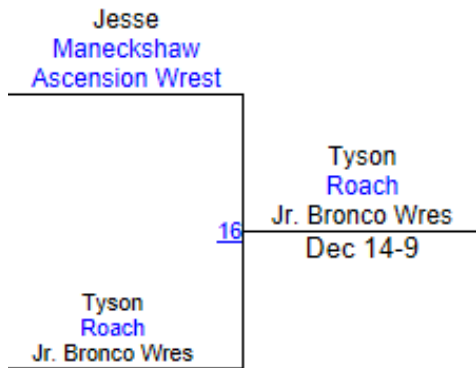 Jesse
Maneckshaw
Ascension Wrest
Tyson
Roach
Jr. Bronco Wres
16
Dec 14-9
Tyson
Roach
Jr. Bronco Wres